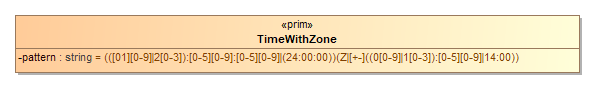 «prim»
TimeWithZone
-pattern : string = (([01][0-9]|2[0-3]):[0-5][0-9]:[0-5][0-9]|(24:00:00))(Z|[+-]((0[0-9]|1[0-3]):[0-5][0-9]|14:00))